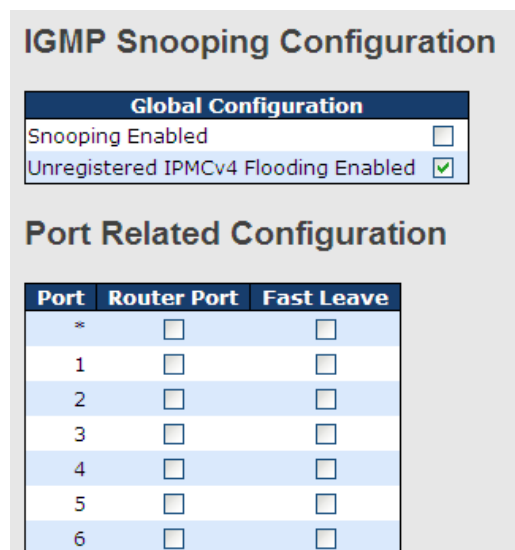 IGMP Snooping Configuration
Global Configuration
Snooping Enabled
Unregistered IPMCv4 Flooding Enabled
Port Related Configuration
Port Router Port Fast Leave
*
1
2
3
4
5
6